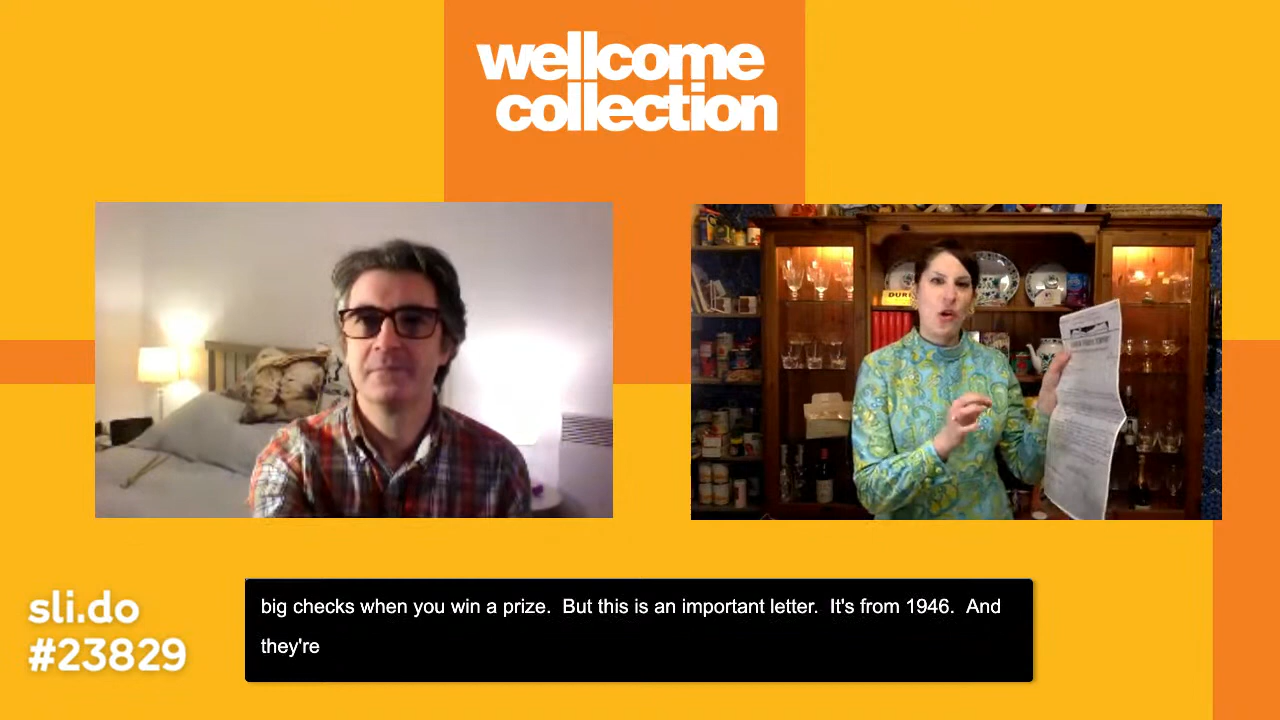 wellcome
collection
sli.do
#23829
big checks when you win a prize.  But this is an important letter.  It's from 1946.  And
they're